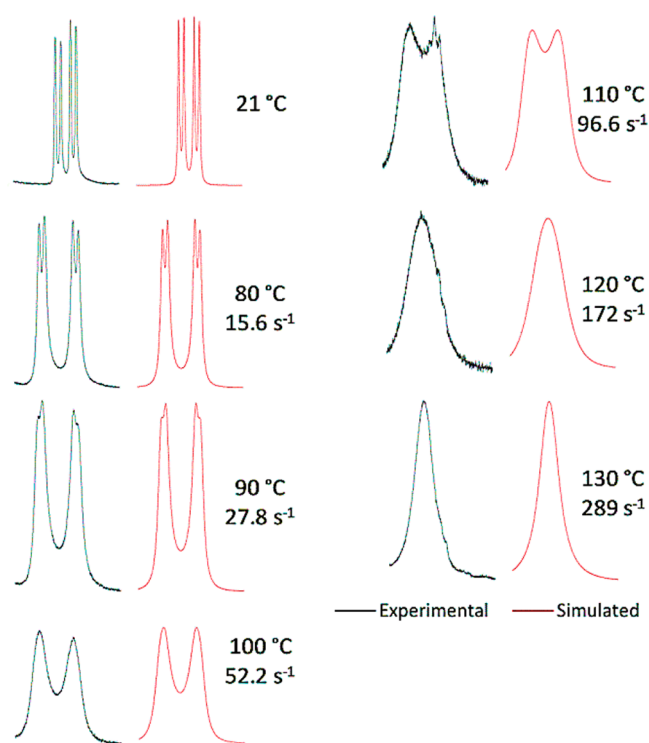 21 °C
80 °C
15.6 s-1
90 °C
27.8 s-1
100 °C
52.2 s-1
110 °C
96.6 s-1
120 °C
172 s-1
130 °C
289 s-1
Experimental Simulated